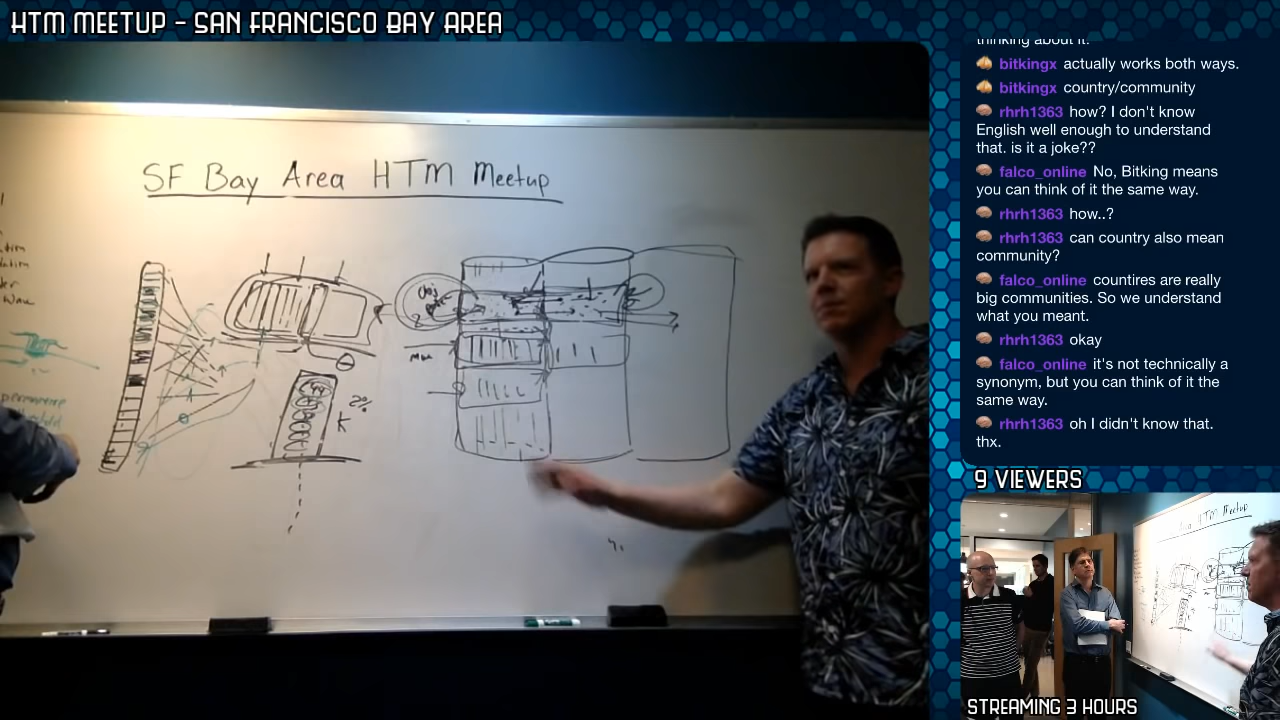 HTM MEETUP - SAN FRANCISCO BAY AREA
SF Bay Area HTM Meetup
2%
K
thinking about it.
bitkingx actually works both ways.
bitkingx country/community
rhrh1363 how? I don't know
English well enough to understand
that. is it a joke??
falco_online No, Bitking means
you can think of it the same way.
rhrh1363 how..?
rhrh1363 can country also mean
community?
falco_online countires are really
big communities. So we understand
what you meant.
rhrh1363 okay
falco_online it's not technically a
synonym, but you can think of it the
same way.
rhrh1363 oh I didn't know that.
thx.
9 VIEWERS
HTM Meetup
STREAMING 3 HOURS